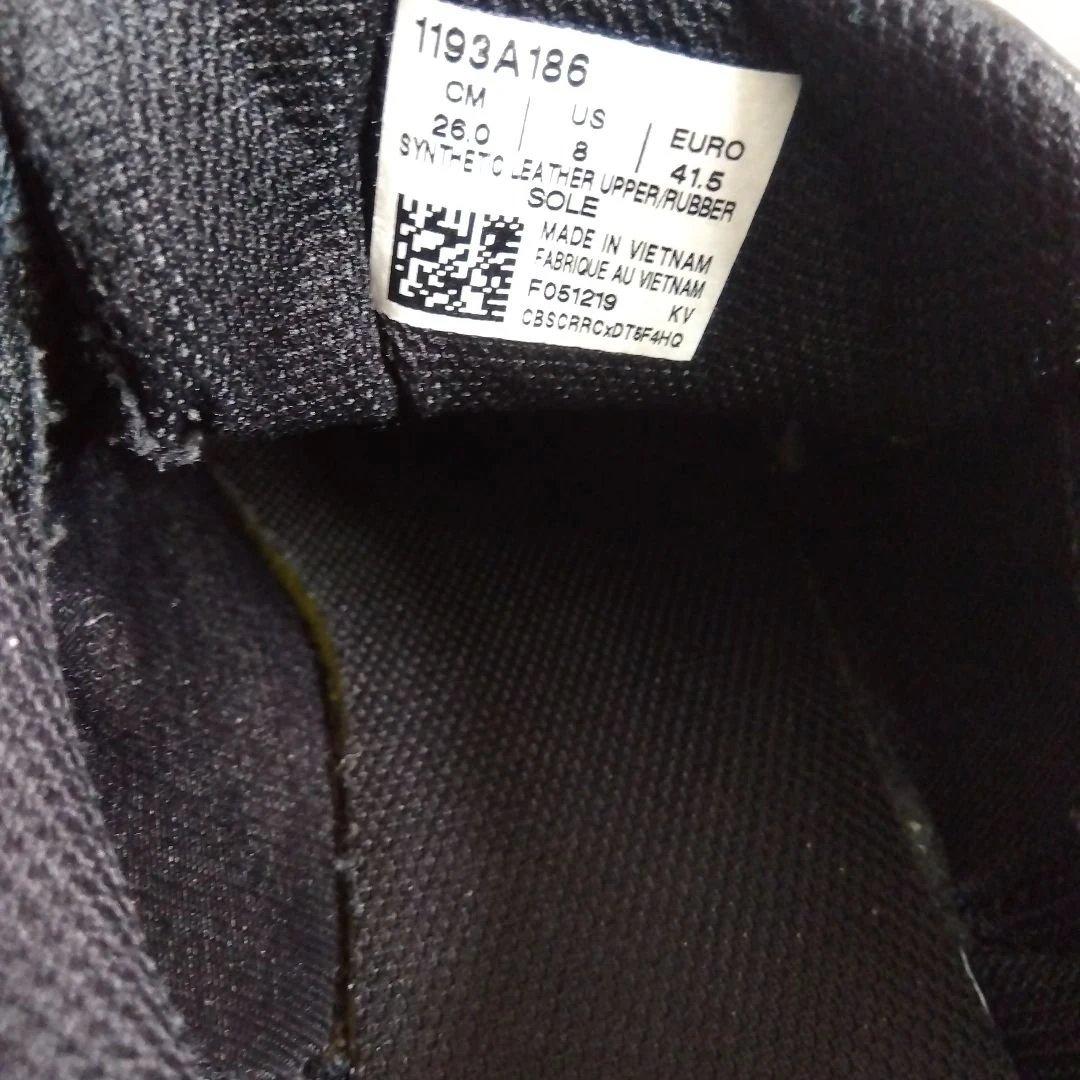 1193A186
CM | US | EURO
26.0 | 8 | 41.5
SYNTHETIC LEATHER UPPER/RUBBER
SOLE
MADE IN VIETNAM
FABRIQUE AU VIETNAM
F051219 KV
CBSCRRCxDT5F4HQ